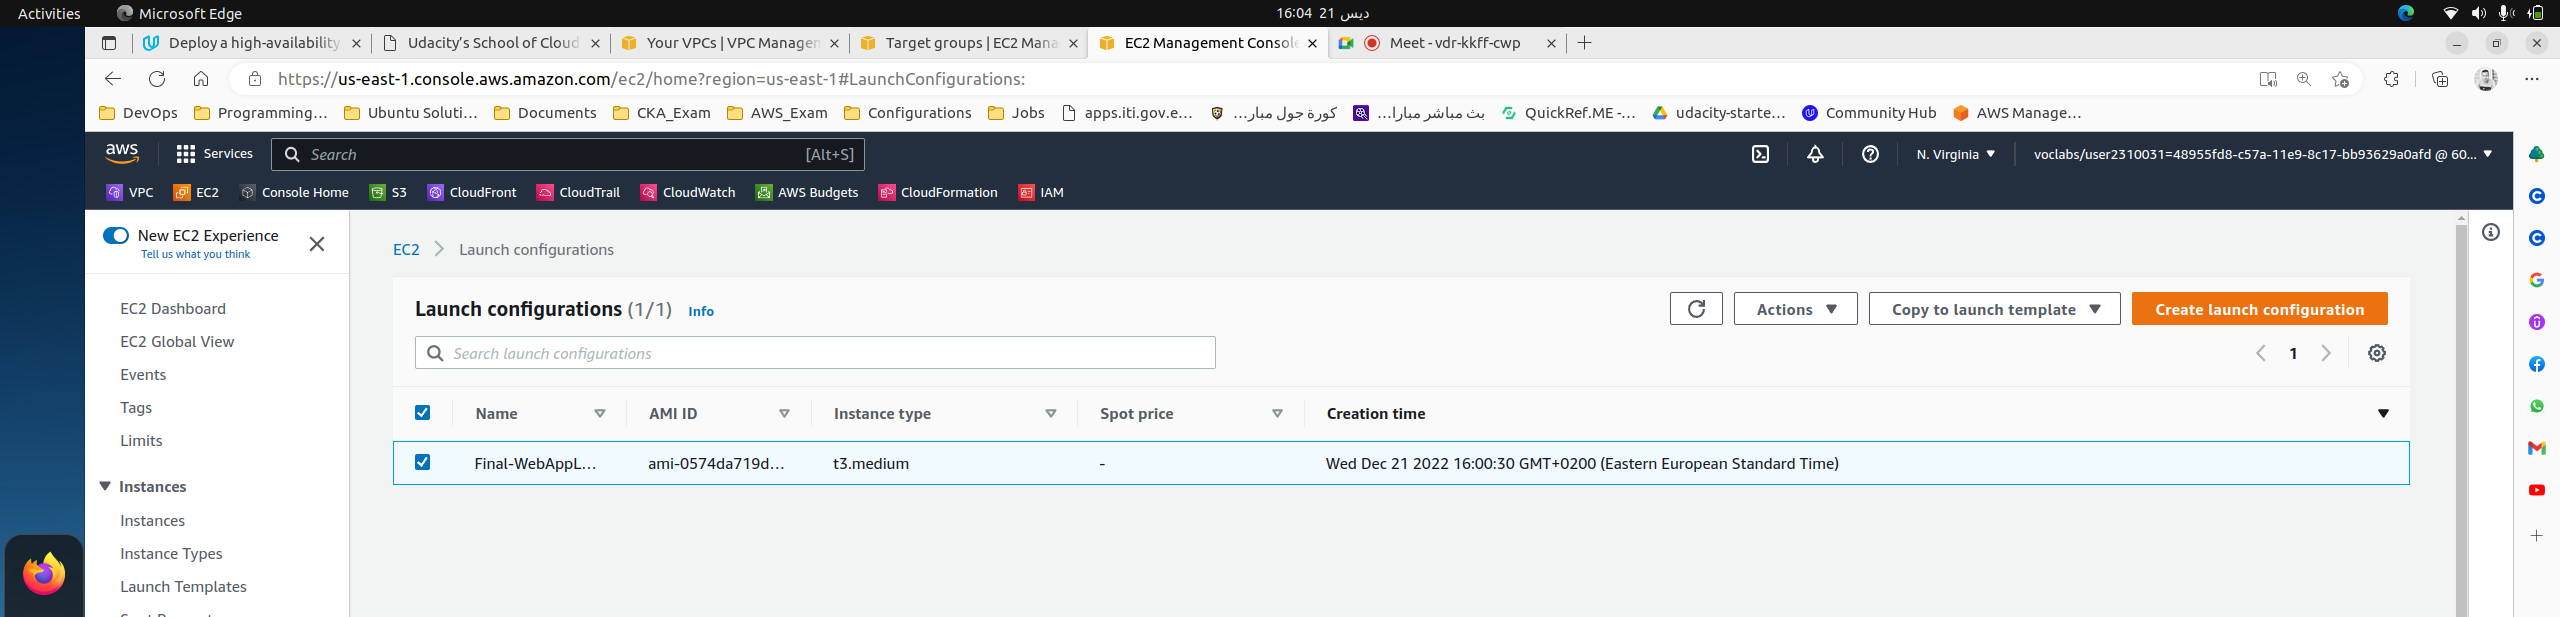 Activities Microsoft Edge 16:04 21 ديس
Deploy a high-availability Udacity's School of Cloud Your VPCs | VPC Managem Target groups | EC2 Mana EC2 Management Console Meet - vdr-kkff-cwp
https://us-east-1.console.aws.amazon.com/ec2/home?region=us-east-1#LaunchConfigurations:
DevOps Programming... Ubuntu Soluti... Documents CKA_Exam AWS_Exam Configurations Jobs apps.iti.gov.e... كورة جول مبار... بث مباشر مبارا... QuickRef.ME -... udacity-starte... Community Hub AWS Manage...
aws Services Search [Alt+S] N. Virginia voclabs/user2310031=48955fd8-c57a-11e9-8c17-bb93629a0afd @ 60...
VPC EC2 Console Home S3 CloudFront CloudTrail CloudWatch AWS Budgets CloudFormation IAM
New EC2 Experience
Tell us what you think
EC2 Dashboard
EC2 Global View
Events
Tags
Limits
Instances
Instances
Instance Types
Launch Templates
EC2 Launch configurations
Launch configurations (1/1) Info Actions Copy to launch template Create launch configuration
Search launch configurations 1
Name AMI ID Instance type Spot price Creation time
Final-WebAppL... ami-0574da719d... t3.medium - Wed Dec 21 2022 16:00:30 GMT+0200 (Eastern European Standard Time)